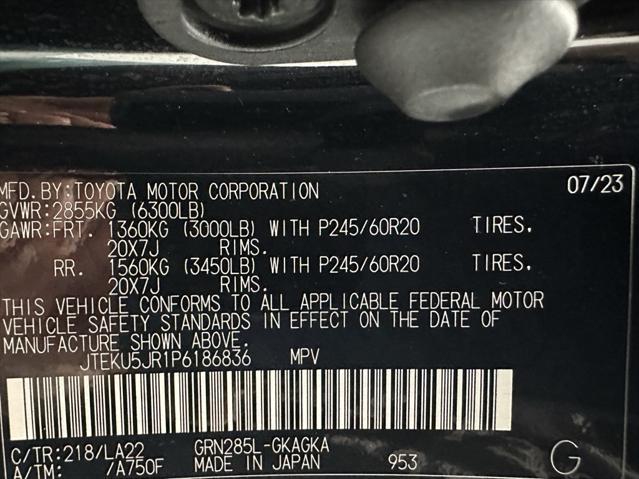 MFD.BY:TOYOTA MOTOR CORPORATION 07/23
GVWR:2855KG (6300LB)
GAWR:FRT. 1360KG (3000LB) WITH P245/60R20 TIRES,
20X7J RIMS.
RR. 1560KG (3450LB) WITH P245/60R20 TIRES,
20X7J RIMS.
THIS VEHICLE CONFORMS TO ALL APPLICABLE FEDERAL MOTOR
VEHICLE SAFETY STANDARDS IN EFFECT ON THE DATE OF
MANUFACTURE SHOWN ABOVE.
JTEKU5JR1P6186836 MPV
C/TR:218/LA22 GRN285L-GKAGKA
A/TM: /A750F MADE IN JAPAN 953 G